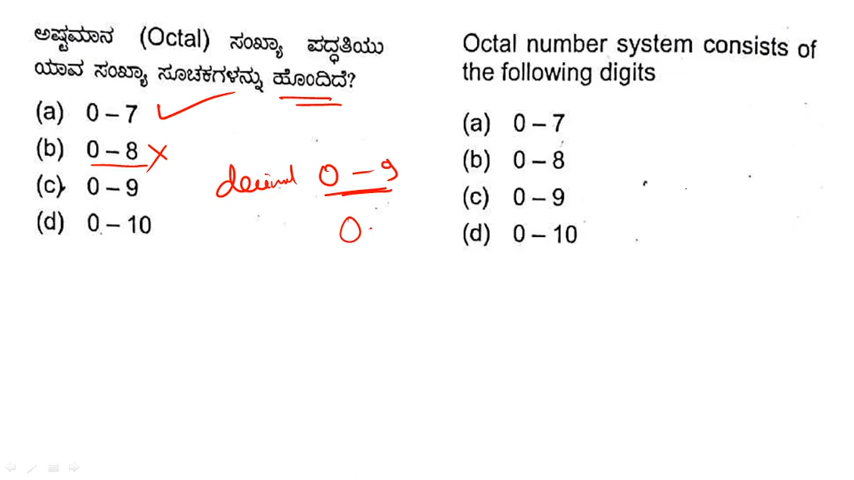 ಅಷ್ಟಮಾನ (Octal) ಸಂಖ್ಯಾ ಪದ್ಧತಿಯು
ಯಾವ ಸಂಖ್ಯಾ ಸೂಚಕಗಳನ್ನು ಹೊಂದಿದೆ?
(a) 0 – 7
(b) 0 – 8
(c) 0 – 9
(d) 0 – 10
decimal 0 – 9
0
Octal number system consists of
the following digits
(a) 0 – 7
(b) 0 – 8
(c) 0 – 9
(d) 0 – 10